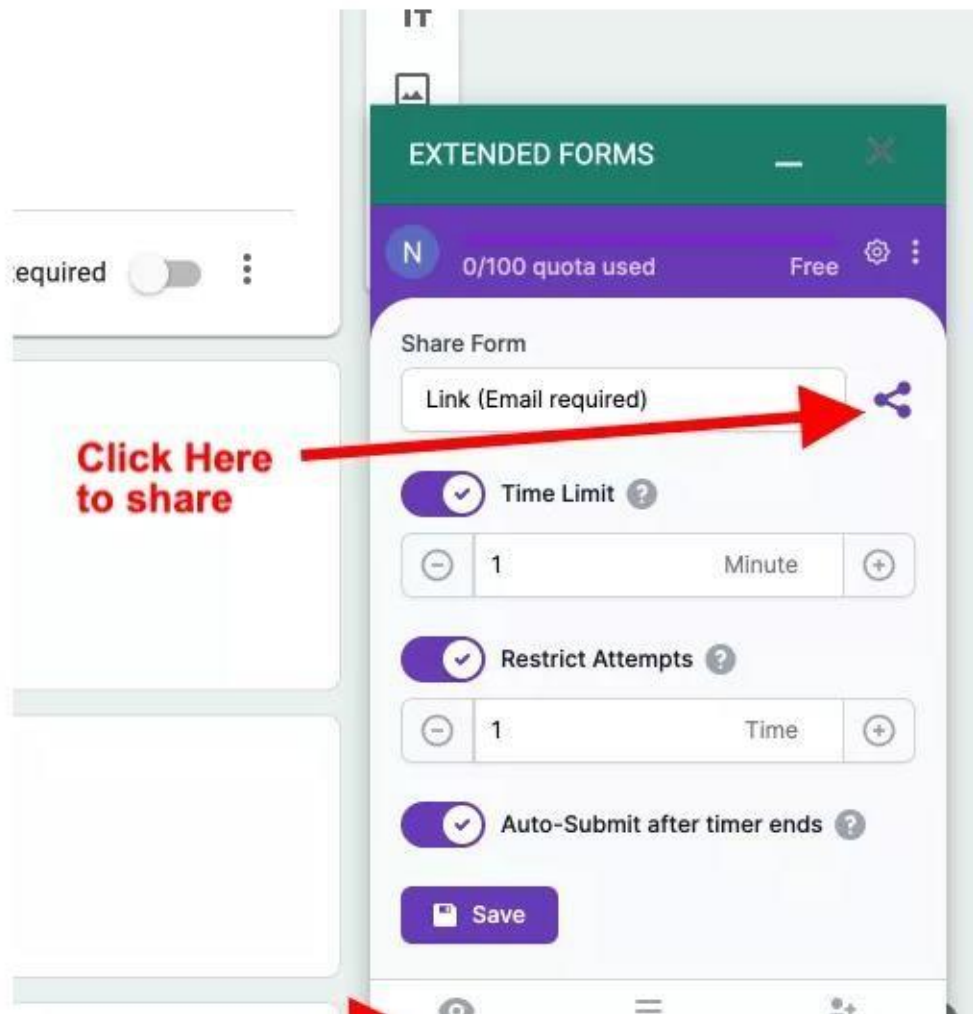 EXTENDED FORMS
N
0/100 quota used Free
equired
Share Form
Link (Email required)
Click Here
to share
Time Limit ?
1 Minute
Restrict Attempts ?
1 Time
Auto-Submit after timer ends ?
Save